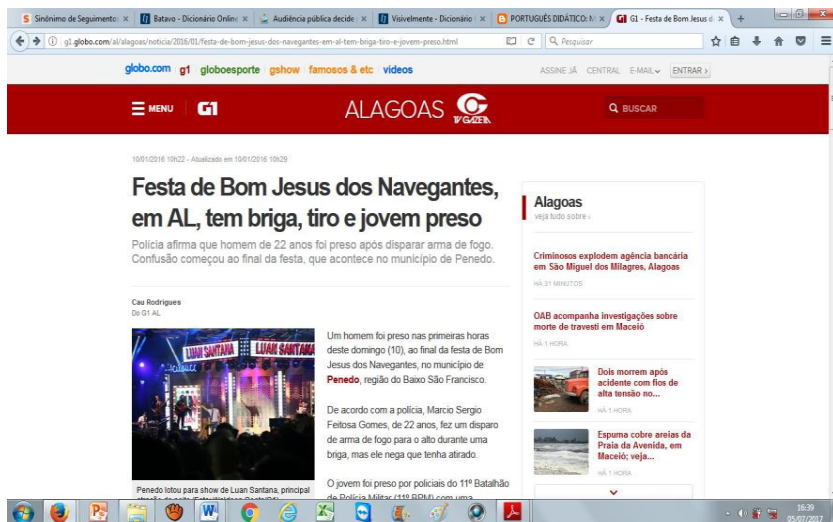 Sinônimo de Seguimento
Batavo - Dicionário Online
Audiência pública decide
Visivelmente - Dicionário
PORTUGUÊS DIDÁTICO: M
G1 - Festa de Bom Jesus d
g1.globo.com/al/alagoas/noticia/2016/01/festa-de-bom-jesus-dos-navegantes-em-al-tem-briga-tiro-e-jovem-preso.html
Pesquisar
globo.com g1 globoesporte gshow famosos & etc vídeos
ASSINE JÁ CENTRAL E-MAIL ENTRAR ›
MENU G1 ALAGOAS TV GAZETA BUSCAR
10/01/2016 10h22 - Atualizado em 10/01/2016 10h29
Festa de Bom Jesus dos Navegantes,
em AL, tem briga, tiro e jovem preso
Polícia afirma que homem de 22 anos foi preso após disparar arma de fogo.
Confusão começou ao final da festa, que acontece no município de Penedo.
Cau Rodrigues
Do G1 AL
LUAN SANTANA LUAN SANTANA
Penedo lotou para show de Luan Santana, principal
Um homem foi preso nas primeiras horas
deste domingo (10), ao final da festa de Bom
Jesus dos Navegantes, no município de
Penedo, região do Baixo São Francisco.
De acordo com a polícia, Marcio Sergio
Feitosa Gomes, de 22 anos, fez um disparo
de arma de fogo para o alto durante uma
briga, mas ele nega que tenha atirado.
O jovem foi preso por policiais do 11º Batalhão
de Polícia Militar (11º BPM) com uma
Alagoas
veja tudo sobre ›
Criminosos explodem agência bancária
em São Miguel dos Milagres, Alagoas
HÁ 31 MINUTOS
OAB acompanha investigações sobre
morte de travesti em Maceió
HÁ 1 HORA
Dois morrem após
acidente com fios de
alta tensão no...
HÁ 1 HORA
Espuma cobre areias da
Praia da Avenida, em
Maceió; veja...
HÁ 1 HORA
16:39
05/07/2017